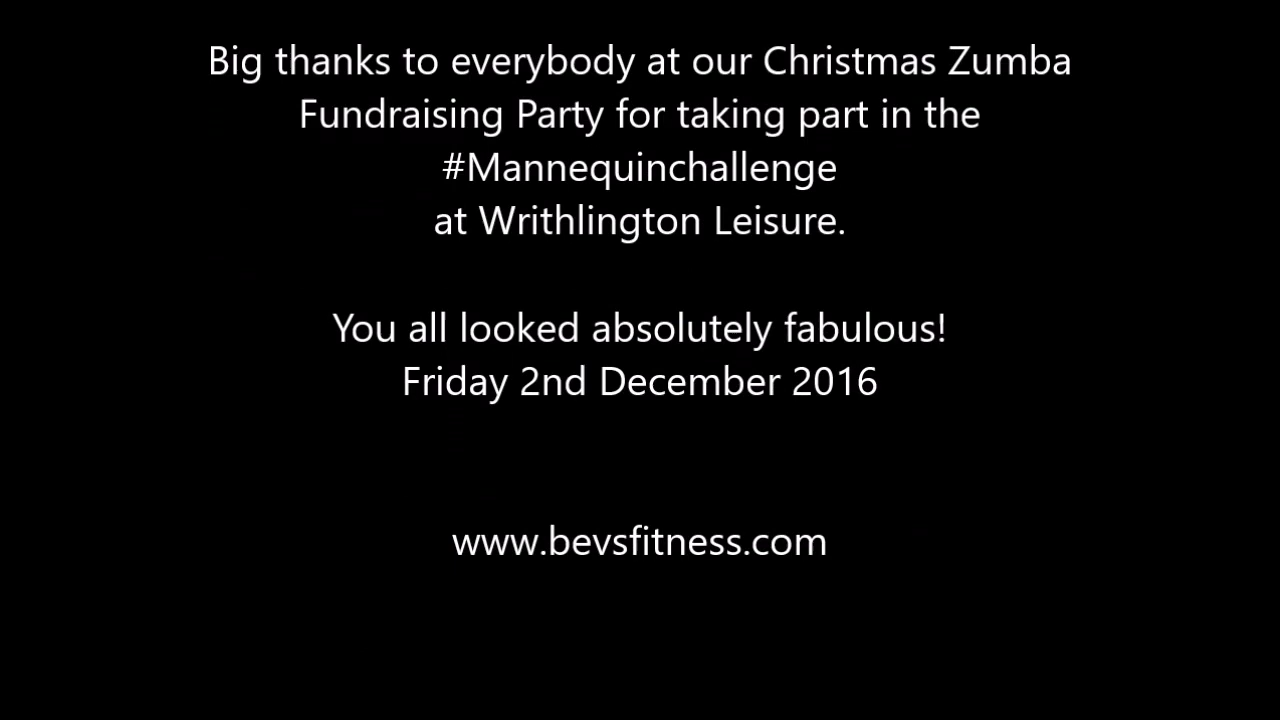 Big thanks to everybody at our Christmas Zumba
Fundraising Party for taking part in the
#Mannequinchallenge
at Writhlington Leisure.
You all looked absolutely fabulous!
Friday 2nd December 2016
www.bevsfitness.com